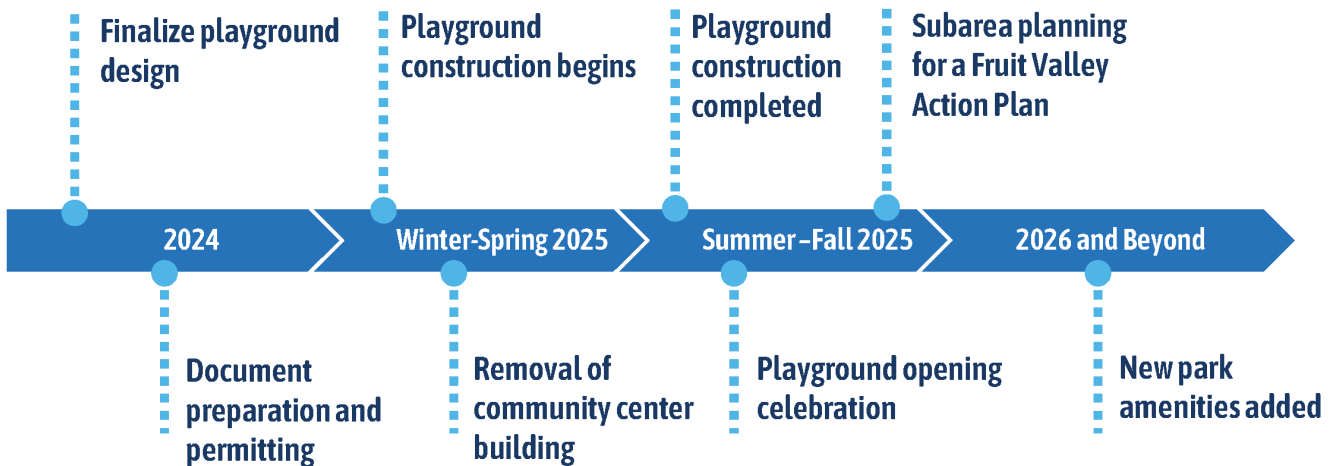 Finalize playground
design
Playground
construction begins
Playground
construction
completed
Subarea planning
for a Fruit Valley
Action Plan
2024
Winter-Spring 2025
Summer–Fall 2025
2026 and Beyond
Document
preparation and
permitting
Removal of
community center
building
Playground opening
celebration
New park
amenities added